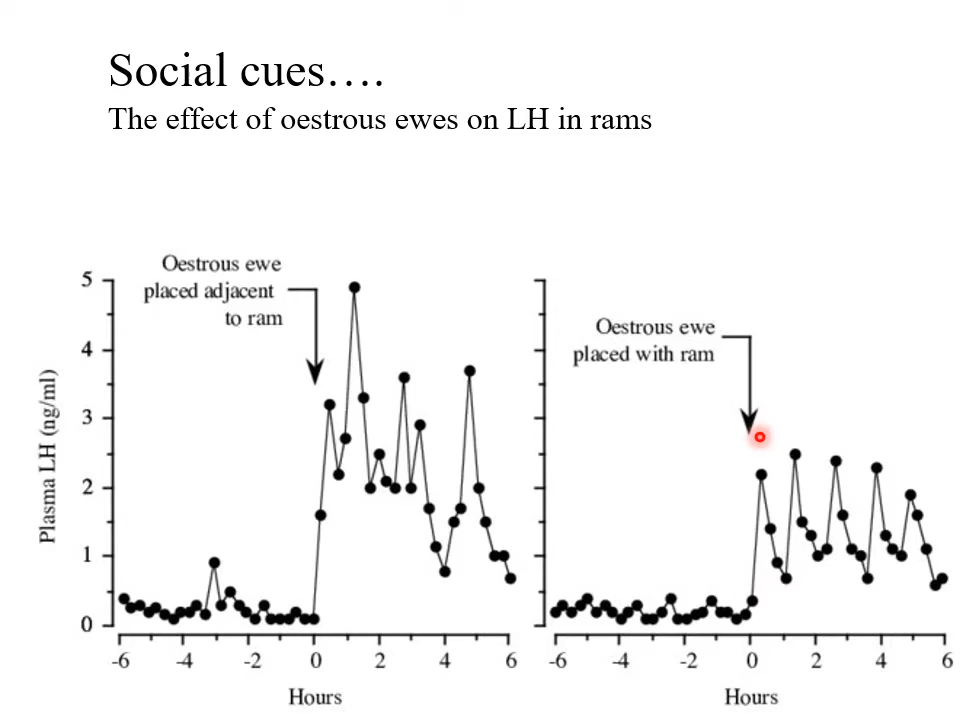 Social cues….
The effect of oestrous ewes on LH in rams
Oestrous ewe
placed adjacent
to ram
Oestrous ewe
placed with ram
Plasma LH (ng/ml)
5
4
3
2
1
0
-6 -4 -2 0 2 4 6
-6 -4 -2 0 2 4 6
Hours
Hours